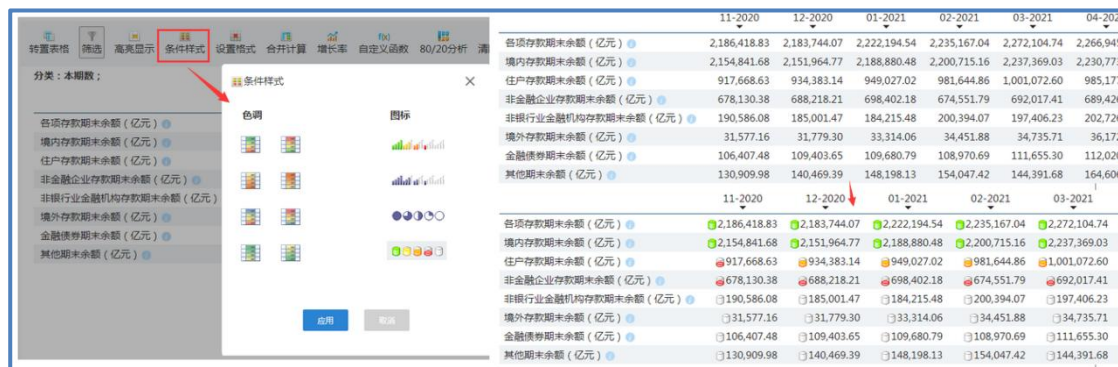 转置表格 筛选 高亮显示 条件样式 设置格式 合并计算 增长率 自定义函数 80/20分析
f(x)
分类：本期数；
各项存款期末余额（亿元）
境内存款期末余额（亿元）
住户存款期末余额（亿元）
非金融企业存款期末余额（亿元）
非银行业金融机构存款期末余额（亿元）
境外存款期末余额（亿元）
金融债券期末余额（亿元）
其他期末余额（亿元）
条件样式
色调 图标
应用 取消
11-2020 12-2020 01-2021 02-2021 03-2021 04-202
各项存款期末余额（亿元） 2,186,418.83 2,183,744.07 2,222,194.54 2,235,167.04 2,272,104.74 2,266,945
境内存款期末余额（亿元） 2,154,841.68 2,151,964.77 2,188,880.48 2,200,715.16 2,237,369.03 2,230,773
住户存款期末余额（亿元） 917,668.63 934,383.14 949,027.02 981,644.86 1,001,072.60 985,177
非金融企业存款期末余额（亿元） 678,130.38 688,218.21 698,402.18 674,551.79 692,017.41 689,426
非银行业金融机构存款期末余额（亿元） 190,586.08 185,001.47 184,215.48 200,394.07 197,406.23 202,726
境外存款期末余额（亿元） 31,577.16 31,779.30 33,314.06 34,451.88 34,735.71 36,17
金融债券期末余额（亿元） 106,407.48 109,403.65 109,680.79 108,970.69 111,655.30 112,020
其他期末余额（亿元） 130,909.98 140,469.39 148,198.13 154,047.42 144,391.68 164,606
11-2020 12-2020 01-2021 02-2021 03-2021
各项存款期末余额（亿元） 2,186,418.83 2,183,744.07 2,222,194.54 2,235,167.04 2,272,104.74
境内存款期末余额（亿元） 2,154,841.68 2,151,964.77 2,188,880.48 2,200,715.16 2,237,369.03
住户存款期末余额（亿元） 917,668.63 934,383.14 949,027.02 981,644.86 1,001,072.60
非金融企业存款期末余额（亿元） 678,130.38 688,218.21 698,402.18 674,551.79 692,017.41
非银行业金融机构存款期末余额（亿元） 190,586.08 185,001.47 184,215.48 200,394.07 197,406.23
境外存款期末余额（亿元） 31,577.16 31,779.30 33,314.06 34,451.88 34,735.71
金融债券期末余额（亿元） 106,407.48 109,403.65 109,680.79 108,970.69 111,655.30
其他期末余额（亿元） 130,909.98 140,469.39 148,198.13 154,047.42 144,391.68